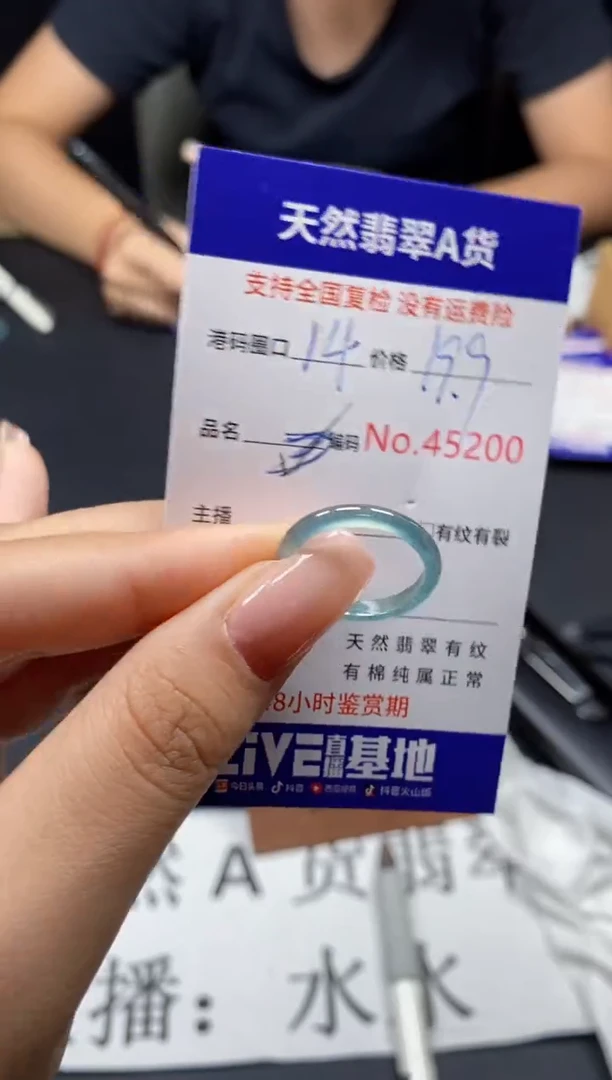 天然翡翠A货
支持全国复检 没有运费险
港码圈口 14 价格 199
品名 编码 No.45200
主播
有纹有裂
天然翡翠有纹
有棉纯属正常
8小时鉴赏期
LiVE直播基地
今日头条 抖音 西瓜视频 抖音火山版
然A货翡翠
播：水水